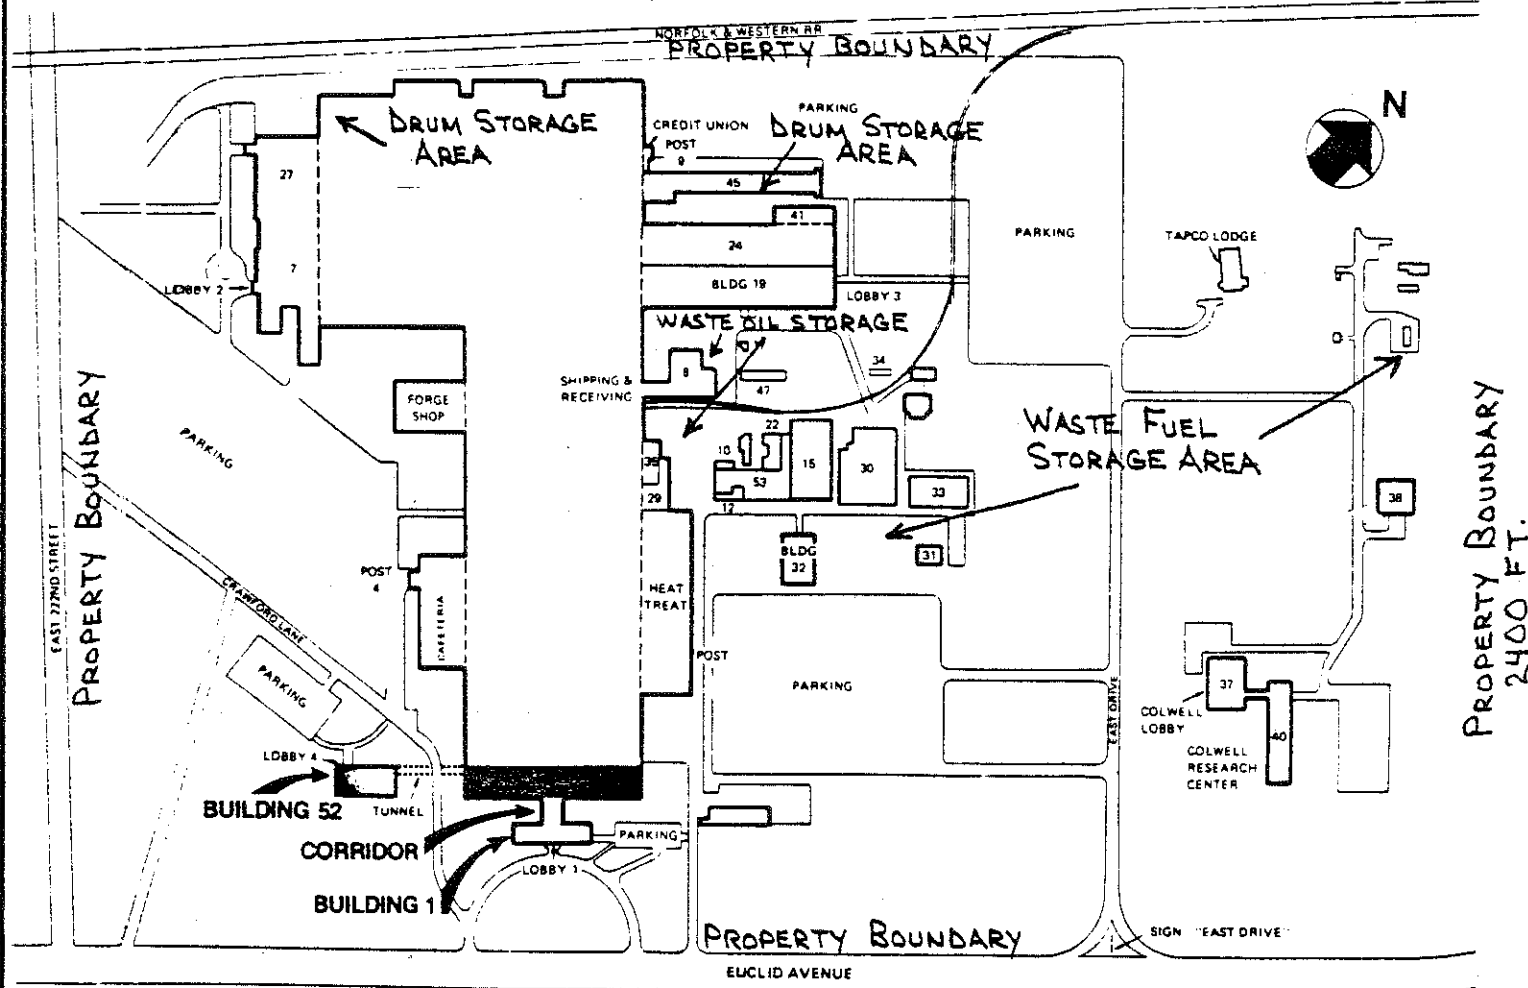 NORFOLK & WESTERN RR
PROPERTY BOUNDARY
N
DRUM STORAGE
AREA
PARKING
CREDIT UNION
POST
9
DRUM STORAGE
AREA
27
45
41
24
PARKING
TAPCO LODGE
7
BLDG 19
LOBBY 2
LOBBY 3
WASTE OIL STORAGE
SHIPPING &
RECEIVING
8
47
34
FORGE
SHOP
PROPERTY BOUNDARY
PARKING
WASTE FUEL
STORAGE AREA
22
10
53
15
30
33
29
12
38
PROPERTY BOUNDARY
2400 FT.
EAST 222ND STREET
BLDG
32
31
POST
4
CAFETERIA
HEAT
TREAT
CRAWFORD LANE
PARKING
POST
1
PARKING
EAST DRIVE
37
COLWELL
LOBBY
40
COLWELL
RESEARCH
CENTER
LOBBY 4
BUILDING 52
TUNNEL
CORRIDOR
PARKING
LOBBY 1
BUILDING 1
PROPERTY BOUNDARY
SIGN "EAST DRIVE"
EUCLID AVENUE